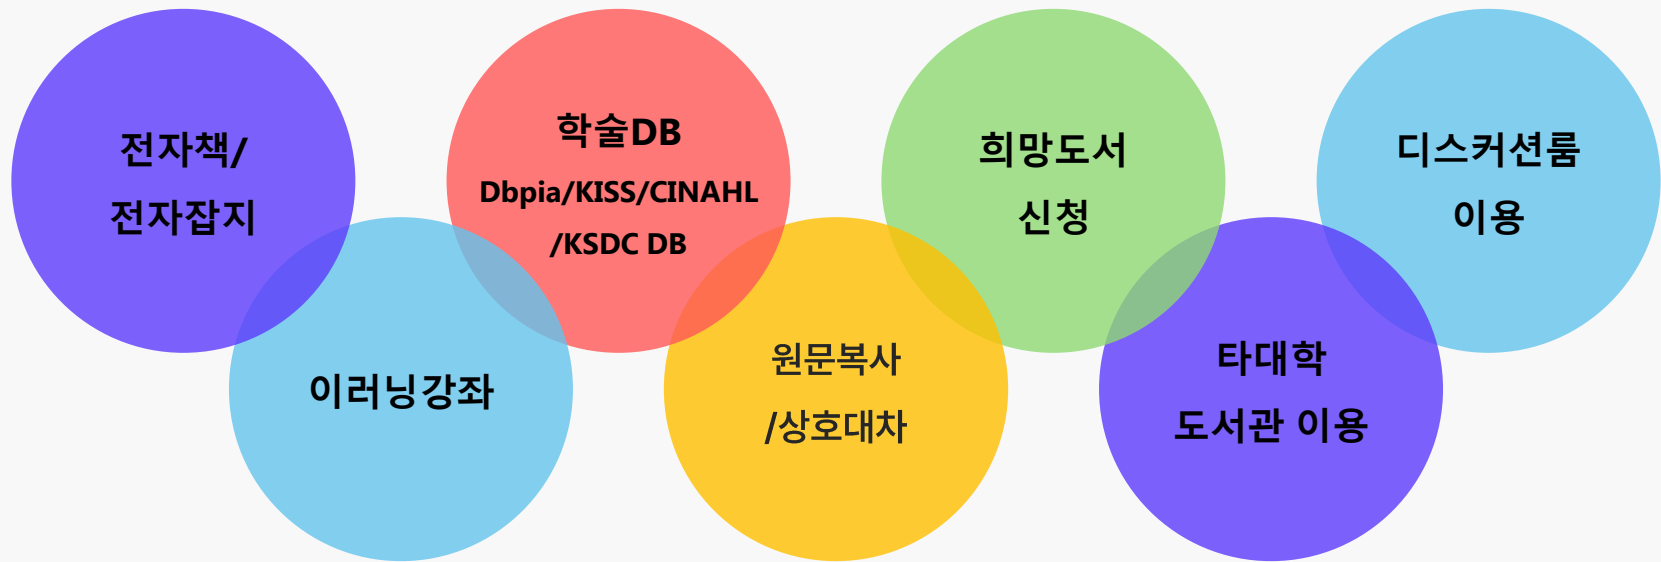 전자책/
전자잡지
이러닝강좌
학술DB
Dbpia/KISS/CINAHL
/KSDC DB
원문복사
/상호대차
희망도서
신청
타대학
도서관 이용
디스커션룸
이용